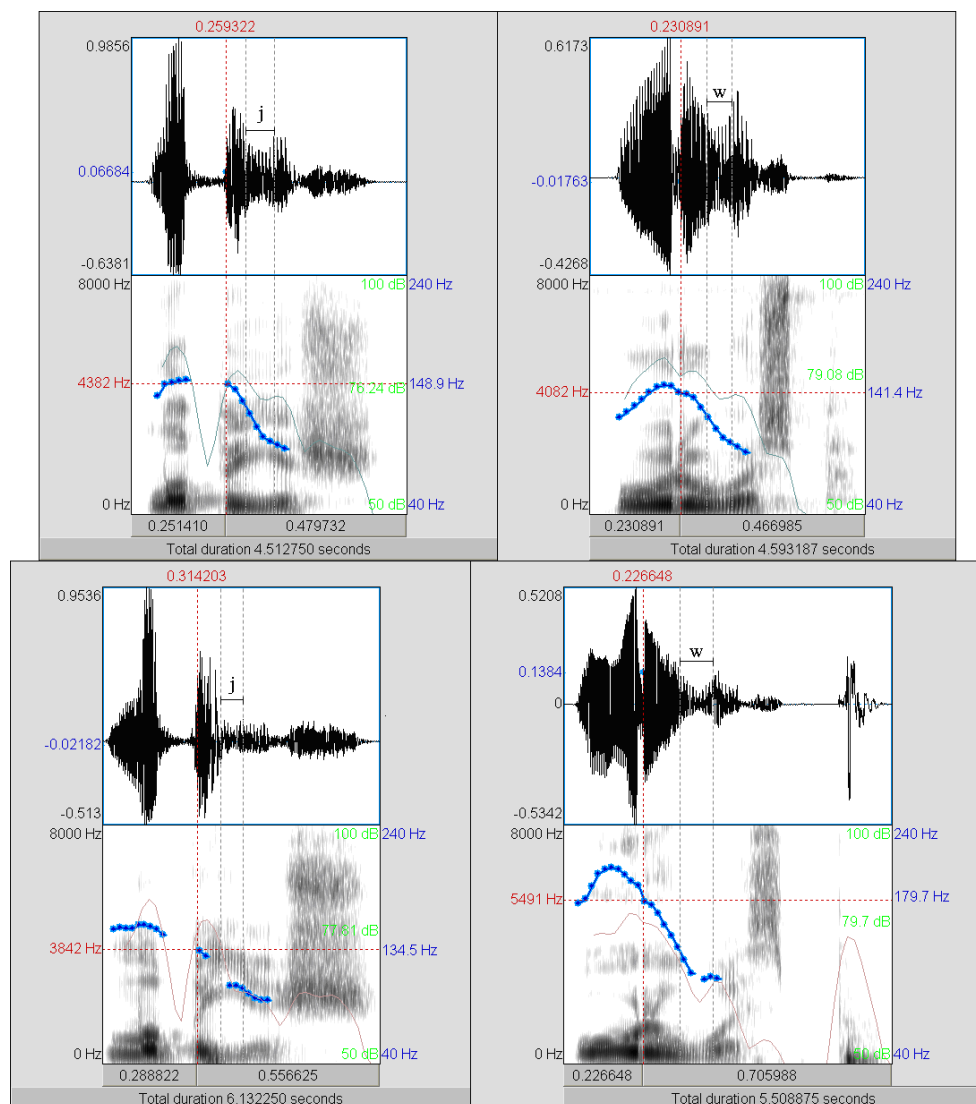 0.259322
0.9856
j
0.06684
-0.6381
8000 Hz
100 dB
240 Hz
4382 Hz
76.24 dB
148.9 Hz
0 Hz
50 dB
40 Hz
0.251410
0.479732
Total duration 4.512750 seconds
0.230891
0.6173
w
-0.01763
-0.4268
8000 Hz
100 dB
240 Hz
79.08 dB
4082 Hz
141.4 Hz
0 Hz
50 dB
40 Hz
0.230891
0.466985
Total duration 4.593187 seconds
0.314203
0.9536
j
-0.02182
-0.513
8000 Hz
100 dB
240 Hz
3842 Hz
134.5 Hz
0 Hz
50 dB
40 Hz
0.288822
0.556625
Total duration 6.132250 seconds
0.226648
0.5208
w
0.1384
0
-0.5342
8000 Hz
100 dB
240 Hz
5491 Hz
179.7 Hz
79.7 dB
0 Hz
50 dB
40 Hz
0.226648
0.705988
Total duration 5.508875 seconds